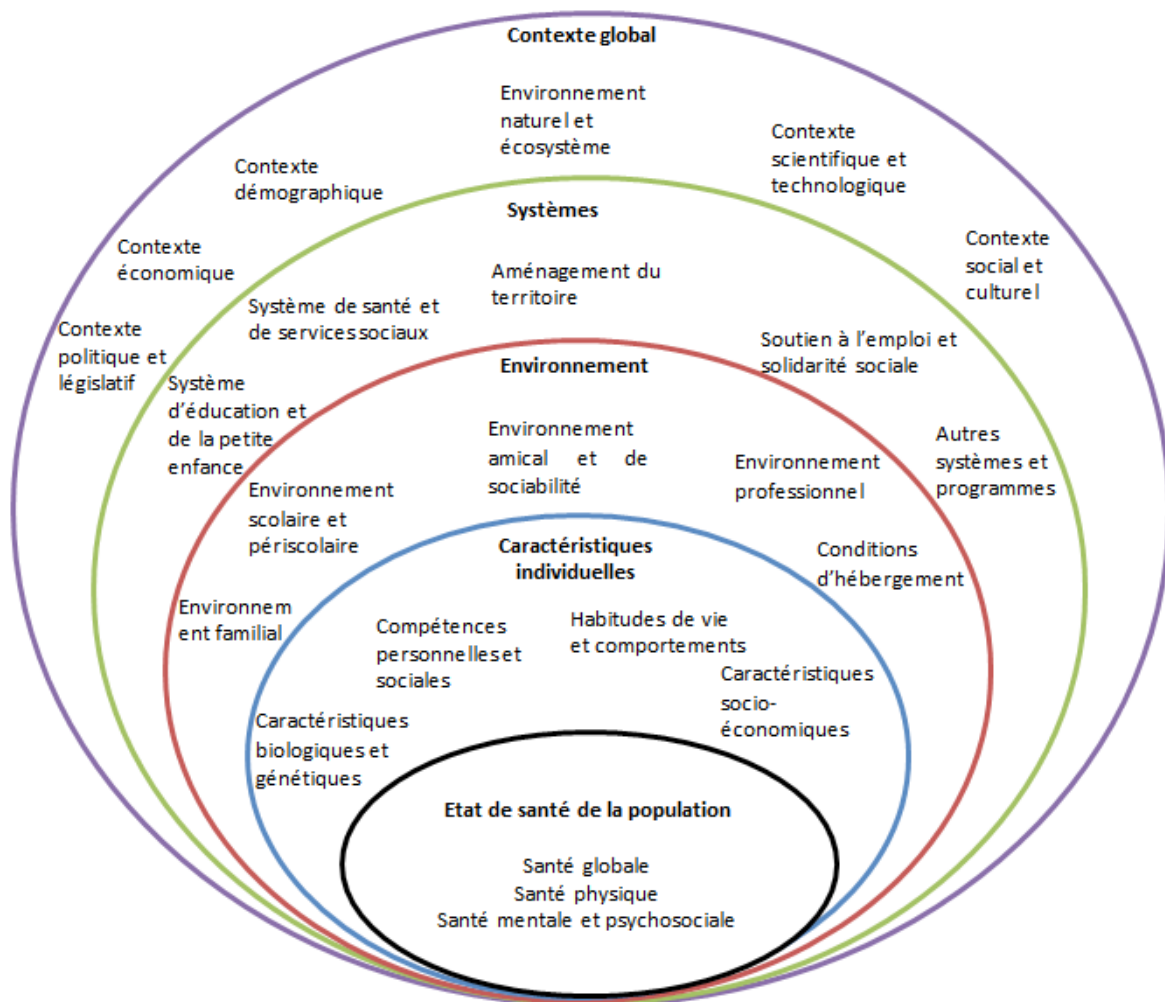 Contexte global
Environnement
naturel et
écosystème
Contexte
scientifique et
technologique
Contexte
démographique
Contexte
social et
culturel
Contexte
économique
Contexte
politique et
législatif
Systèmes
Aménagement du
territoire
Système de santé et
de services sociaux
Soutien à l'emploi et
solidarité sociale
Système
d'éducation et
de la petite
enfance
Autres
systèmes et
programmes
Environnement
Environnement
amical et de
sociabilité
Environnement
professionnel
Environnement
scolaire et
périscolaire
Conditions
d'hébergement
Environnem
ent familial
Caractéristiques
individuelles
Habitudes de vie
et comportements
Compétences
personnelles et
sociales
Caractéristiques
socio-
économiques
Caractéristiques
biologiques et
génétiques
Etat de santé de la population
Santé globale
Santé physique
Santé mentale et psychosociale